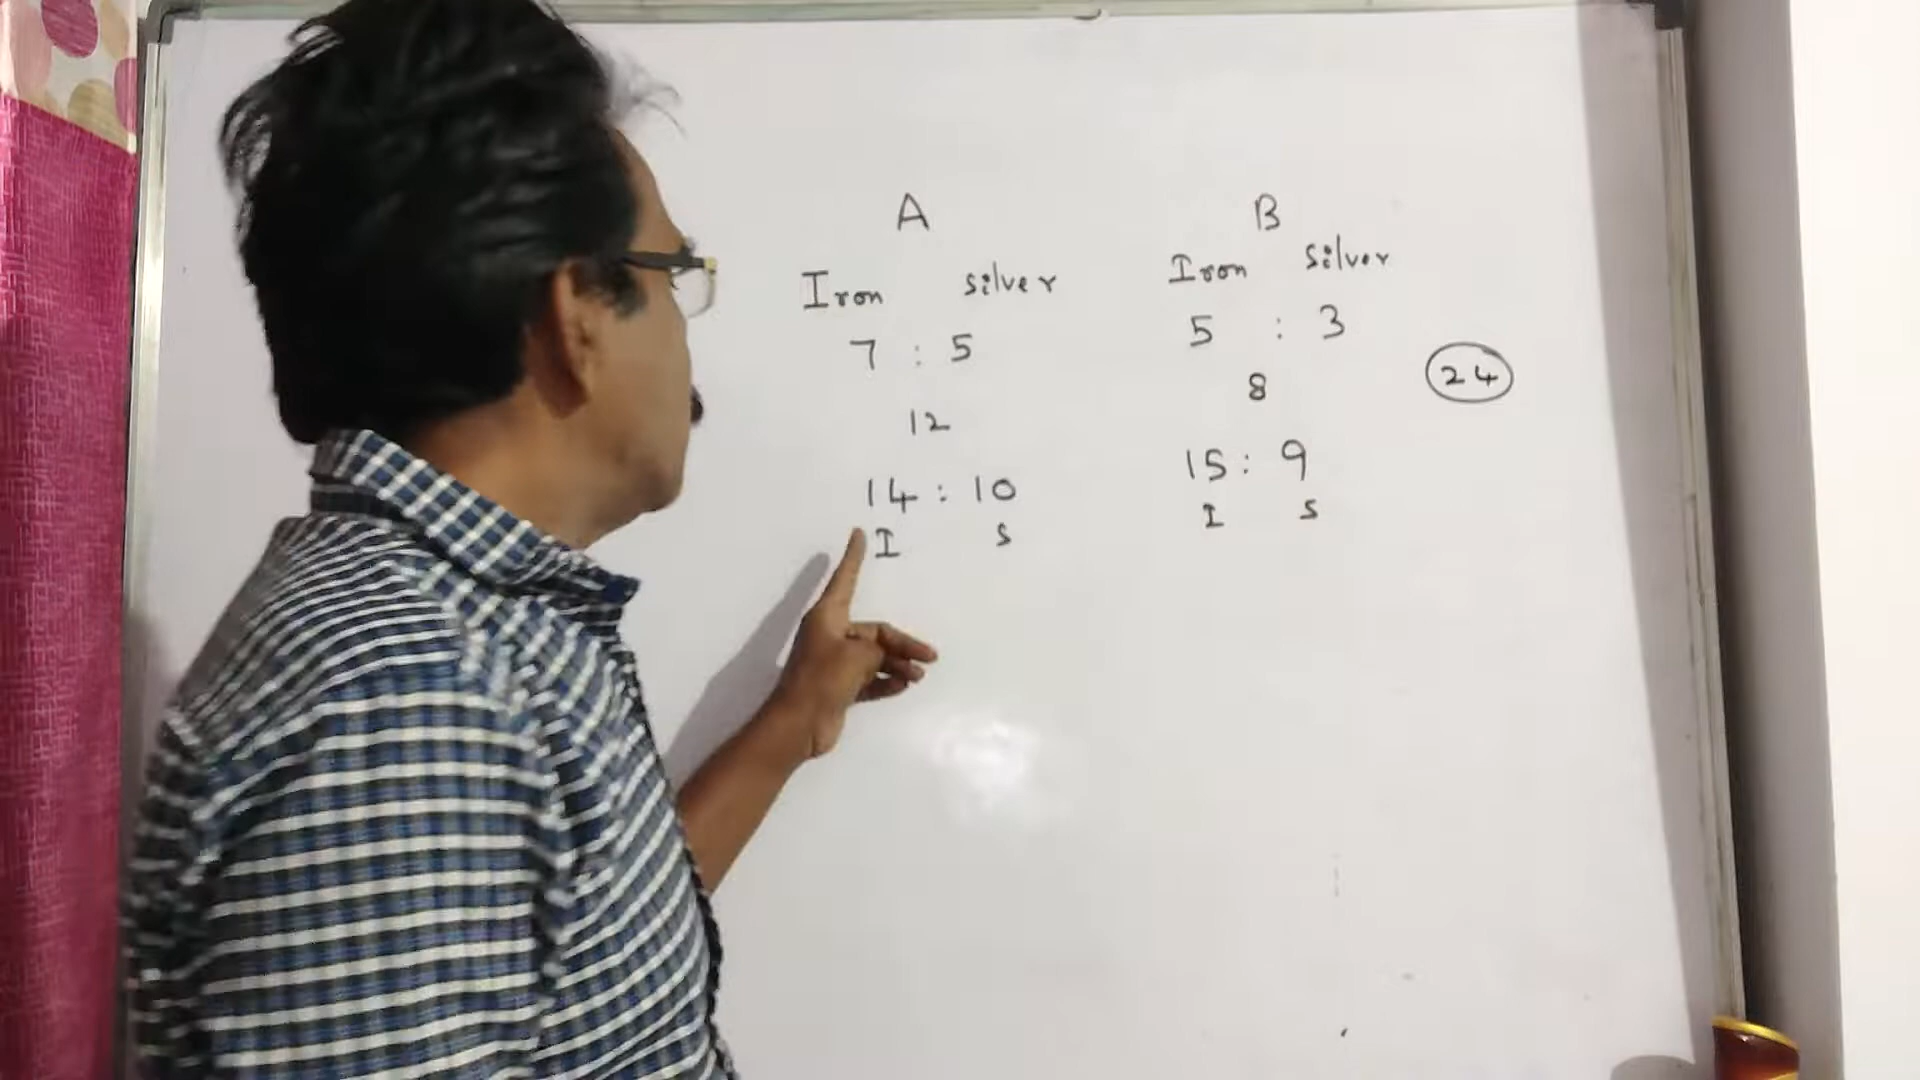 A
Iron silver
7 : 5
12
14 : 10
I S
B
Iron silver
5 : 3
8
15 : 9
I S
24